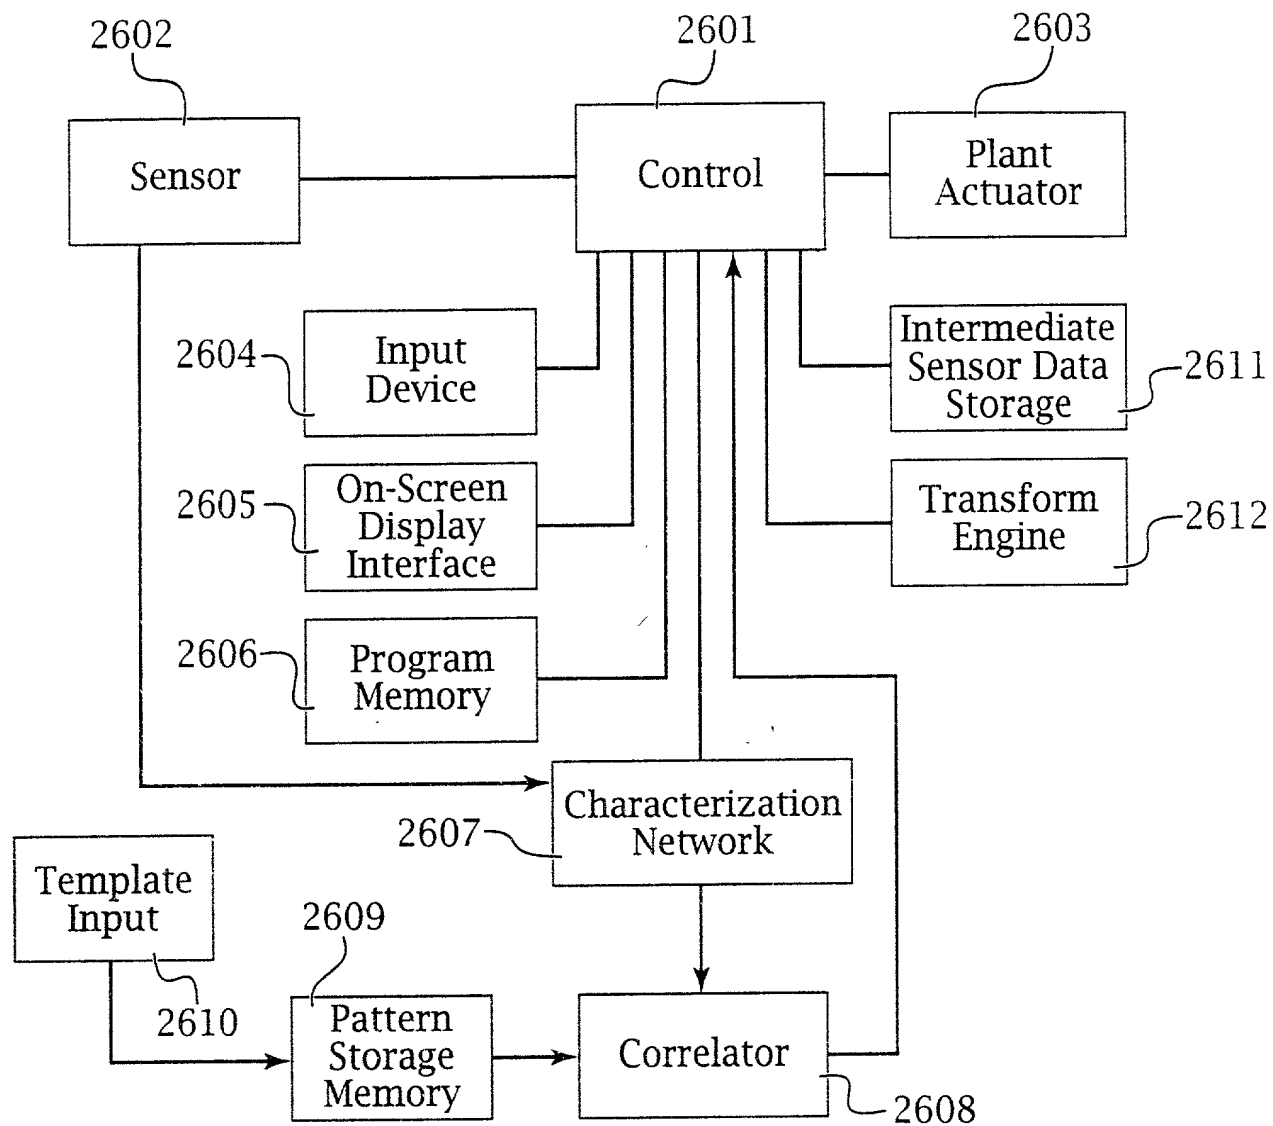 2602
2601
2603
Sensor
Control
Plant
Actuator
2604
Input
Device
Intermediate
Sensor Data
Storage
2611
2605
On-Screen
Display
Interface
Transform
Engine
2612
2606
Program
Memory
2607
Characterization
Network
Template
Input
2610
2609
Pattern
Storage
Memory
Correlator
2608